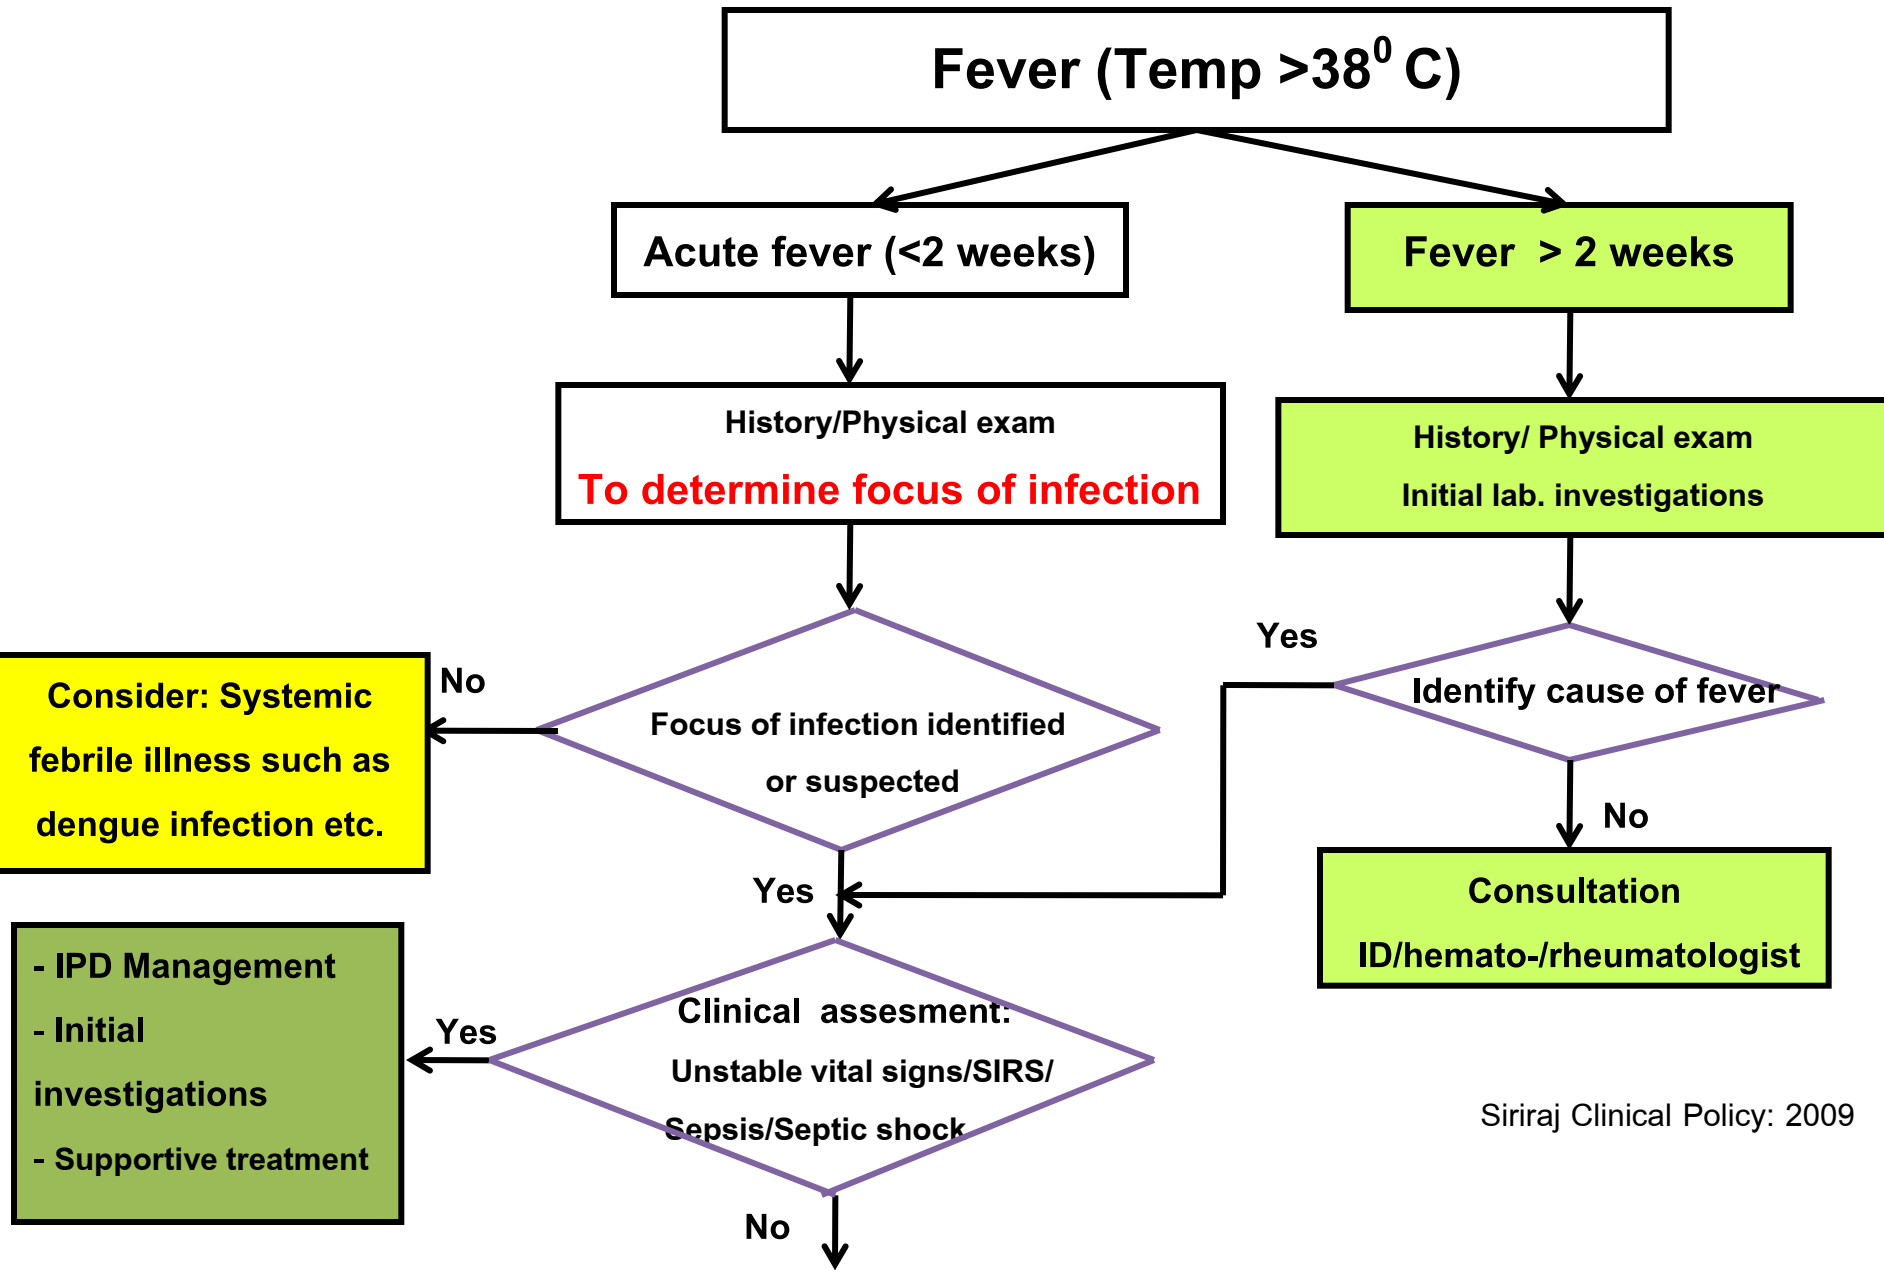 Fever (Temp >38⁰ C)
Acute fever (<2 weeks)
Fever > 2 weeks
History/Physical exam
To determine focus of infection
History/ Physical exam
Initial lab. investigations
Yes
Identify cause of fever
No
Consider: Systemic
febrile illness such as
dengue infection etc.
Focus of infection identified
or suspected
No
Yes
Consultation
ID/hemato-/rheumatologist
- IPD Management
- Initial
investigations
- Supportive treatment
Yes
Clinical assesment:
Unstable vital signs/SIRS/
Sepsis/Septic shock
Siriraj Clinical Policy: 2009
No